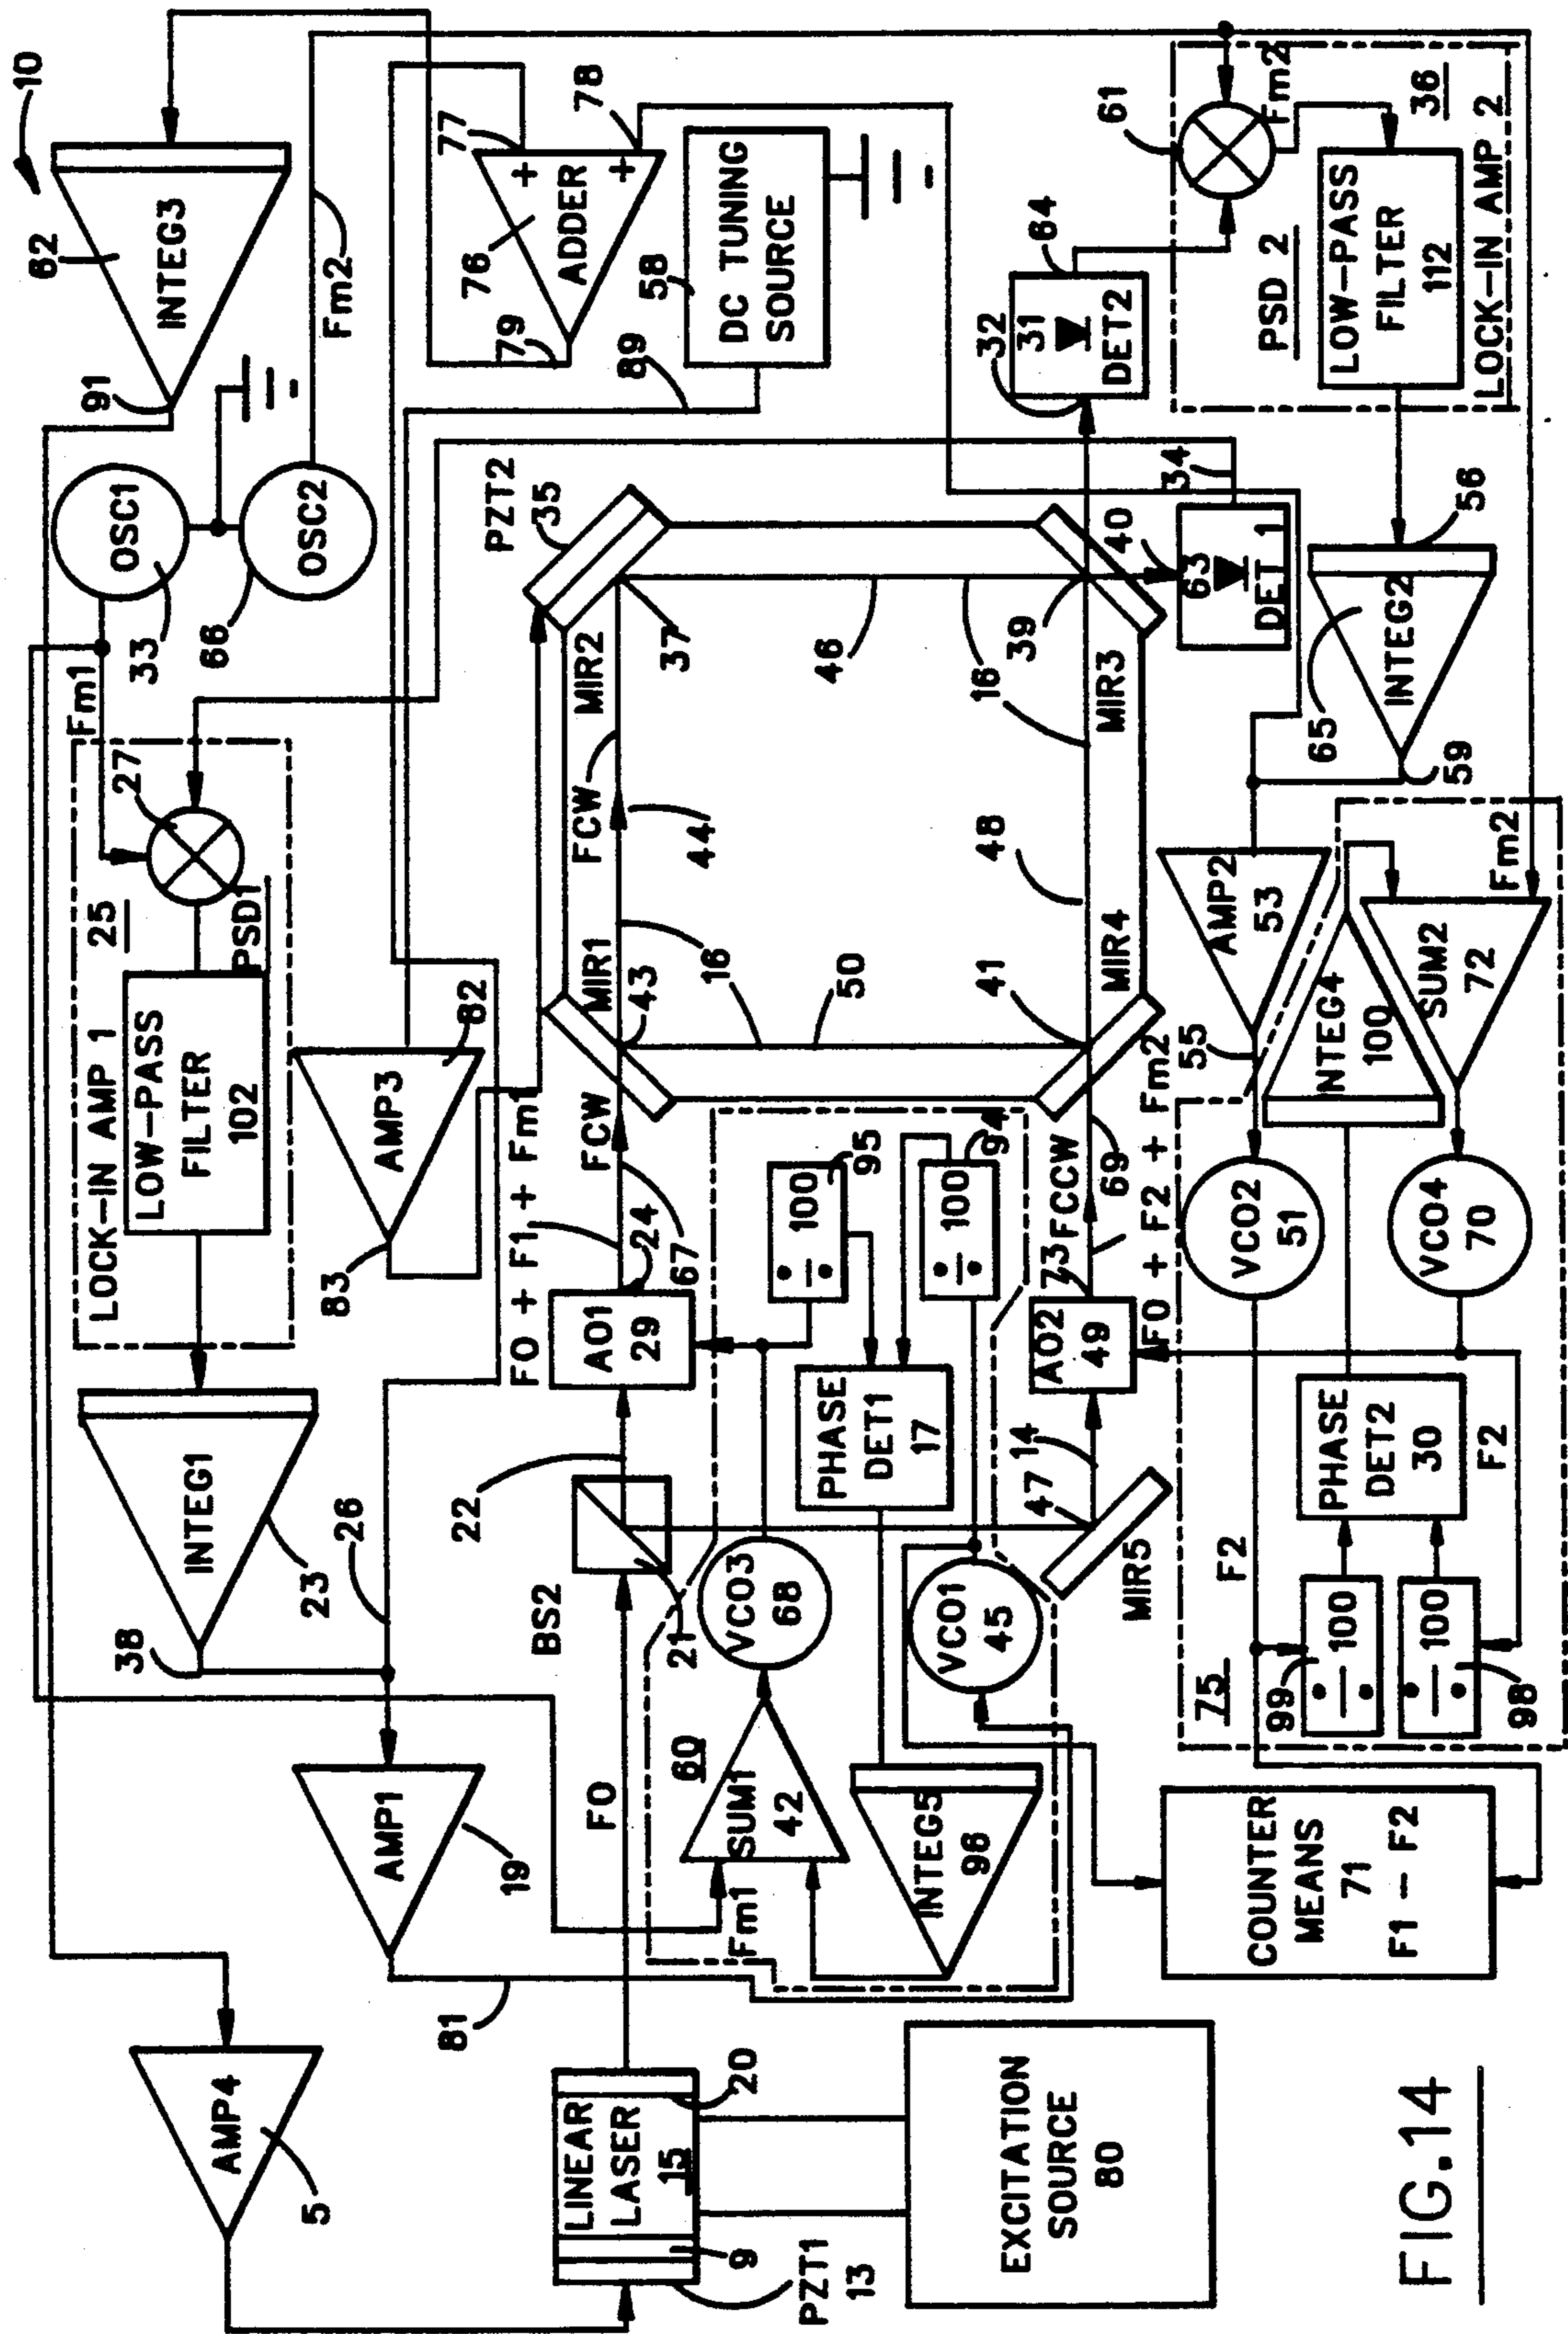 10
AMP4
5
62
INTEG3
91
OSC1
33
OSC2
66
Fm1
Fm2
INTEG1
23
38
26
LOCK-IN AMP 1
25
LOW-PASS
FILTER
102
27
PSD1
AMP1
19
81
AMP3
82
83
77
78
76
ADDER
79
89
58
DC TUNING
SOURCE
LINEAR
LASER
15
20
9
PZT1
13
EXCITATION
SOURCE
80
FO
BS2
21
22
AO1
29
24
67
FO + F1 + Fm1
FCW
MIR1
43
16
FCW
44
MIR2
37
PZT2
35
46
16
39
MIR3
48
50
41
MIR4
40
63
DET 1
34
32
31
DET2
64
61
Fm2
PSD 2
36
LOW-PASS
FILTER
112
LOCK-IN AMP 2
56
INTEG2
65
59
60
Fm1
SUM1
42
VCO3
68
INTEG5
96
VCO1
45
PHASE
DET1
17
÷ 100
95
÷ 100
94
47
MIR5
14
AO2
49
73
FCCW
69
FO + F2 + Fm2
AMP2
53
55
VCO2
51
INTEG4
100
SUM2
72
Fm2
VCO4
70
PHASE
DET2
30
F2
F2
75
99
÷ 100
÷ 100
98
COUNTER
MEANS
71
F1 - F2
FIG.14